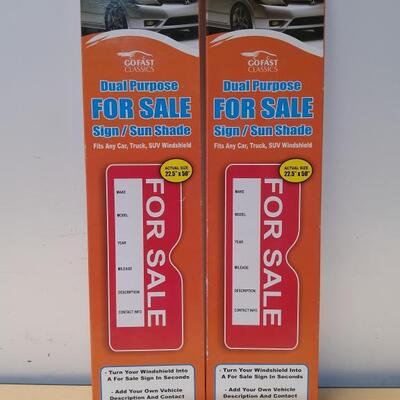 GOFAST
CLASSICS
Dual Purpose
FOR SALE
Sign / Sun Shade
Fits Any Car, Truck, SUV Windshield
ACTUAL SIZE
22.5" x 50"
FOR SALE
MAKE
MODEL
YEAR
MILEAGE
DESCRIPTION
CONTACT INFO
- Turn Your Windshield Into
A For Sale Sign In Seconds
- Add Your Own Vehicle
Description And Contact
GOFAST
CLASSICS
Dual Purpose
FOR SALE
Sign / Sun Shade
Fits Any Car, Truck, SUV Windshield
ACTUAL SIZE
22.5" x 50"
FOR SALE
MAKE
MODEL
YEAR
MILEAGE
DESCRIPTION
CONTACT INFO
- Turn Your Windshield Into
A For Sale Sign In Seconds
- Add Your Own Vehicle
Description And Contact